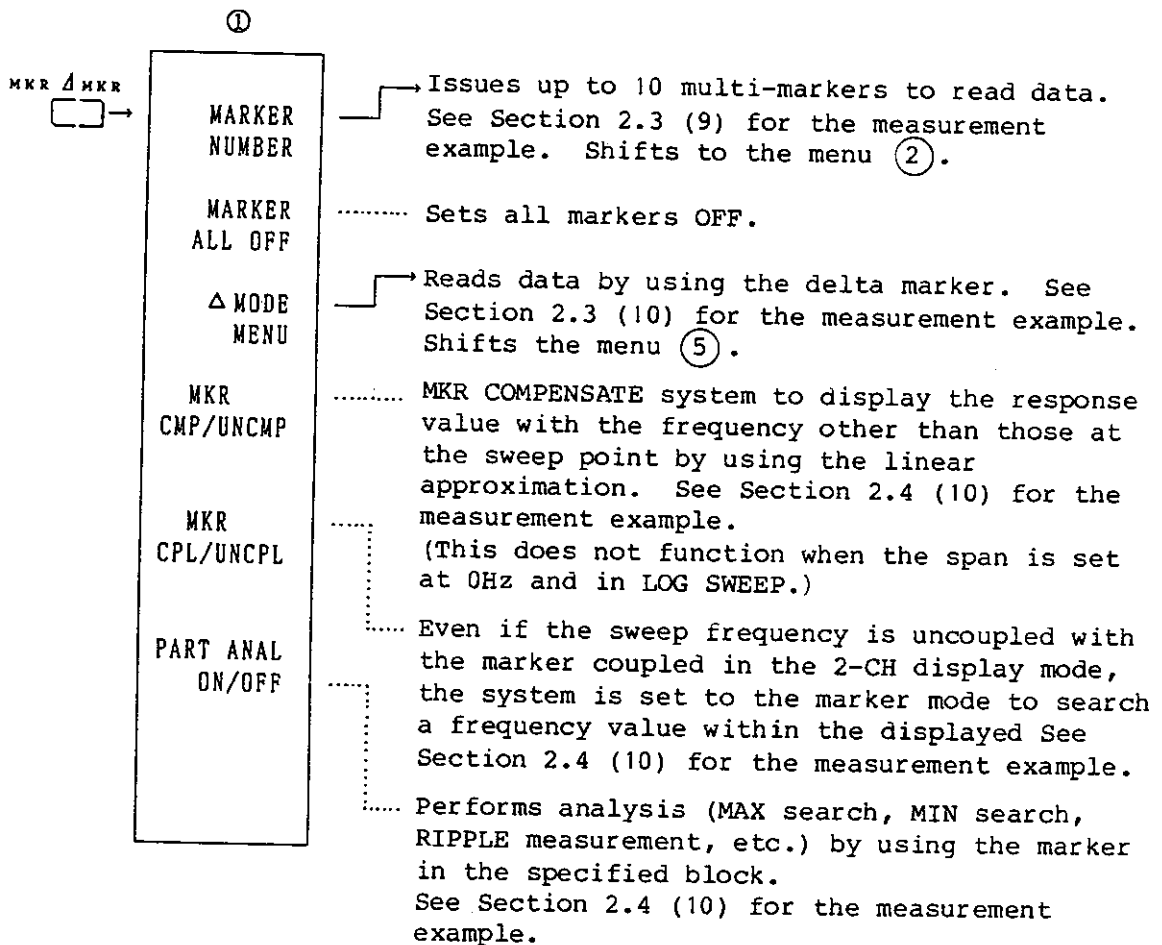 ①
MKR Δ MKR
MARKER
NUMBER
Issues up to 10 multi-markers to read data.
See Section 2.3 (9) for the measurement
example. Shifts to the menu ②.
MARKER
ALL OFF
Sets all markers OFF.
Δ MODE
MENU
Reads data by using the delta marker. See
Section 2.3 (10) for the measurement example.
Shifts the menu ⑤.
MKR
CMP/UNCMP
MKR COMPENSATE system to display the response
value with the frequency other than those at
the sweep point by using the linear
approximation. See Section 2.4 (10) for the
measurement example.
(This does not function when the span is set
at 0Hz and in LOG SWEEP.)
MKR
CPL/UNCPL
Even if the sweep frequency is uncoupled with
the marker coupled in the 2-CH display mode,
the system is set to the marker mode to search
a frequency value within the displayed See
Section 2.4 (10) for the measurement example.
PART ANAL
ON/OFF
Performs analysis (MAX search, MIN search,
RIPPLE measurement, etc.) by using the marker
in the specified block.
See Section 2.4 (10) for the measurement
example.